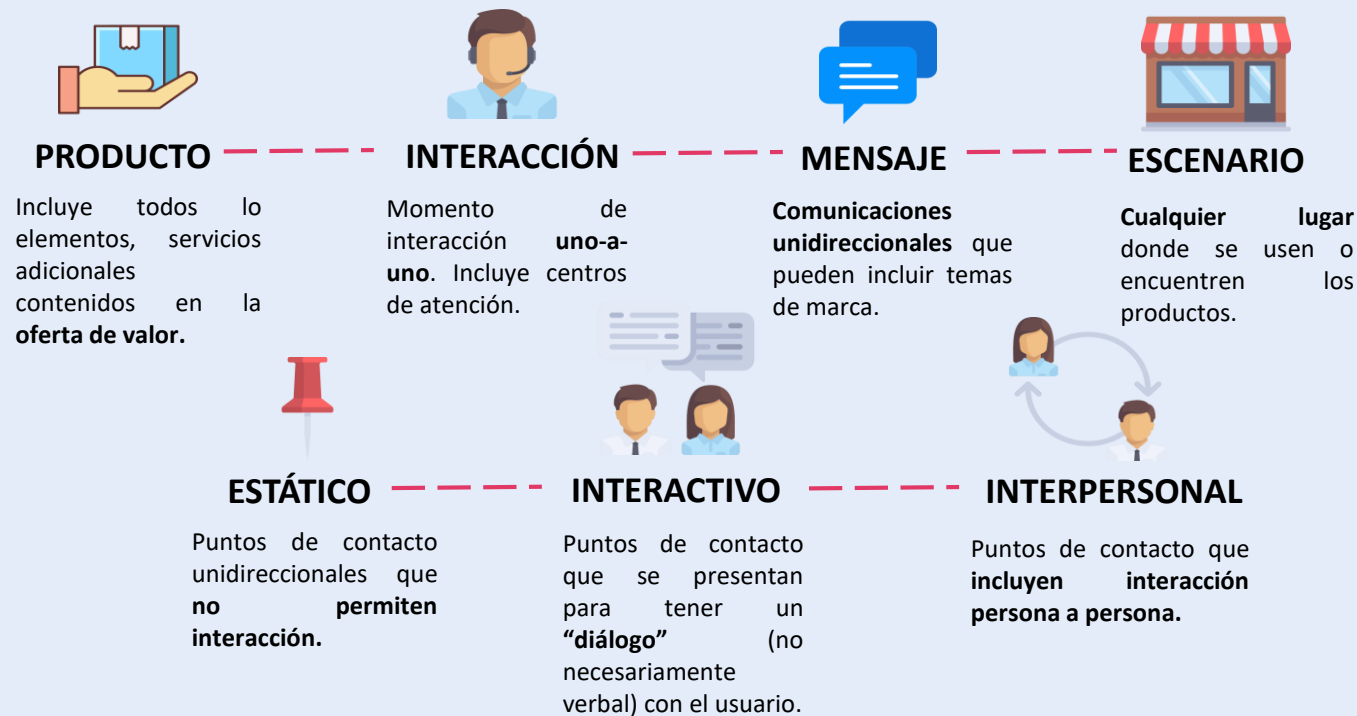 PRODUCTO
Incluye todos lo
elementos, servicios
adicionales
contenidos en la
oferta de valor.
INTERACCIÓN
Momento de
interacción uno-a-
uno. Incluye centros
de atención.
MENSAJE
Comunicaciones
unidireccionales que
pueden incluir temas
de marca.
ESCENARIO
Cualquier lugar
donde se usen o
encuentren los
productos.
ESTÁTICO
Puntos de contacto
unidireccionales que
no permiten
interacción.
INTERACTIVO
Puntos de contacto
que se presentan
para tener un
“diálogo” (no
necesariamente
verbal) con el usuario.
INTERPERSONAL
Puntos de contacto que
incluyen interacción
persona a persona.